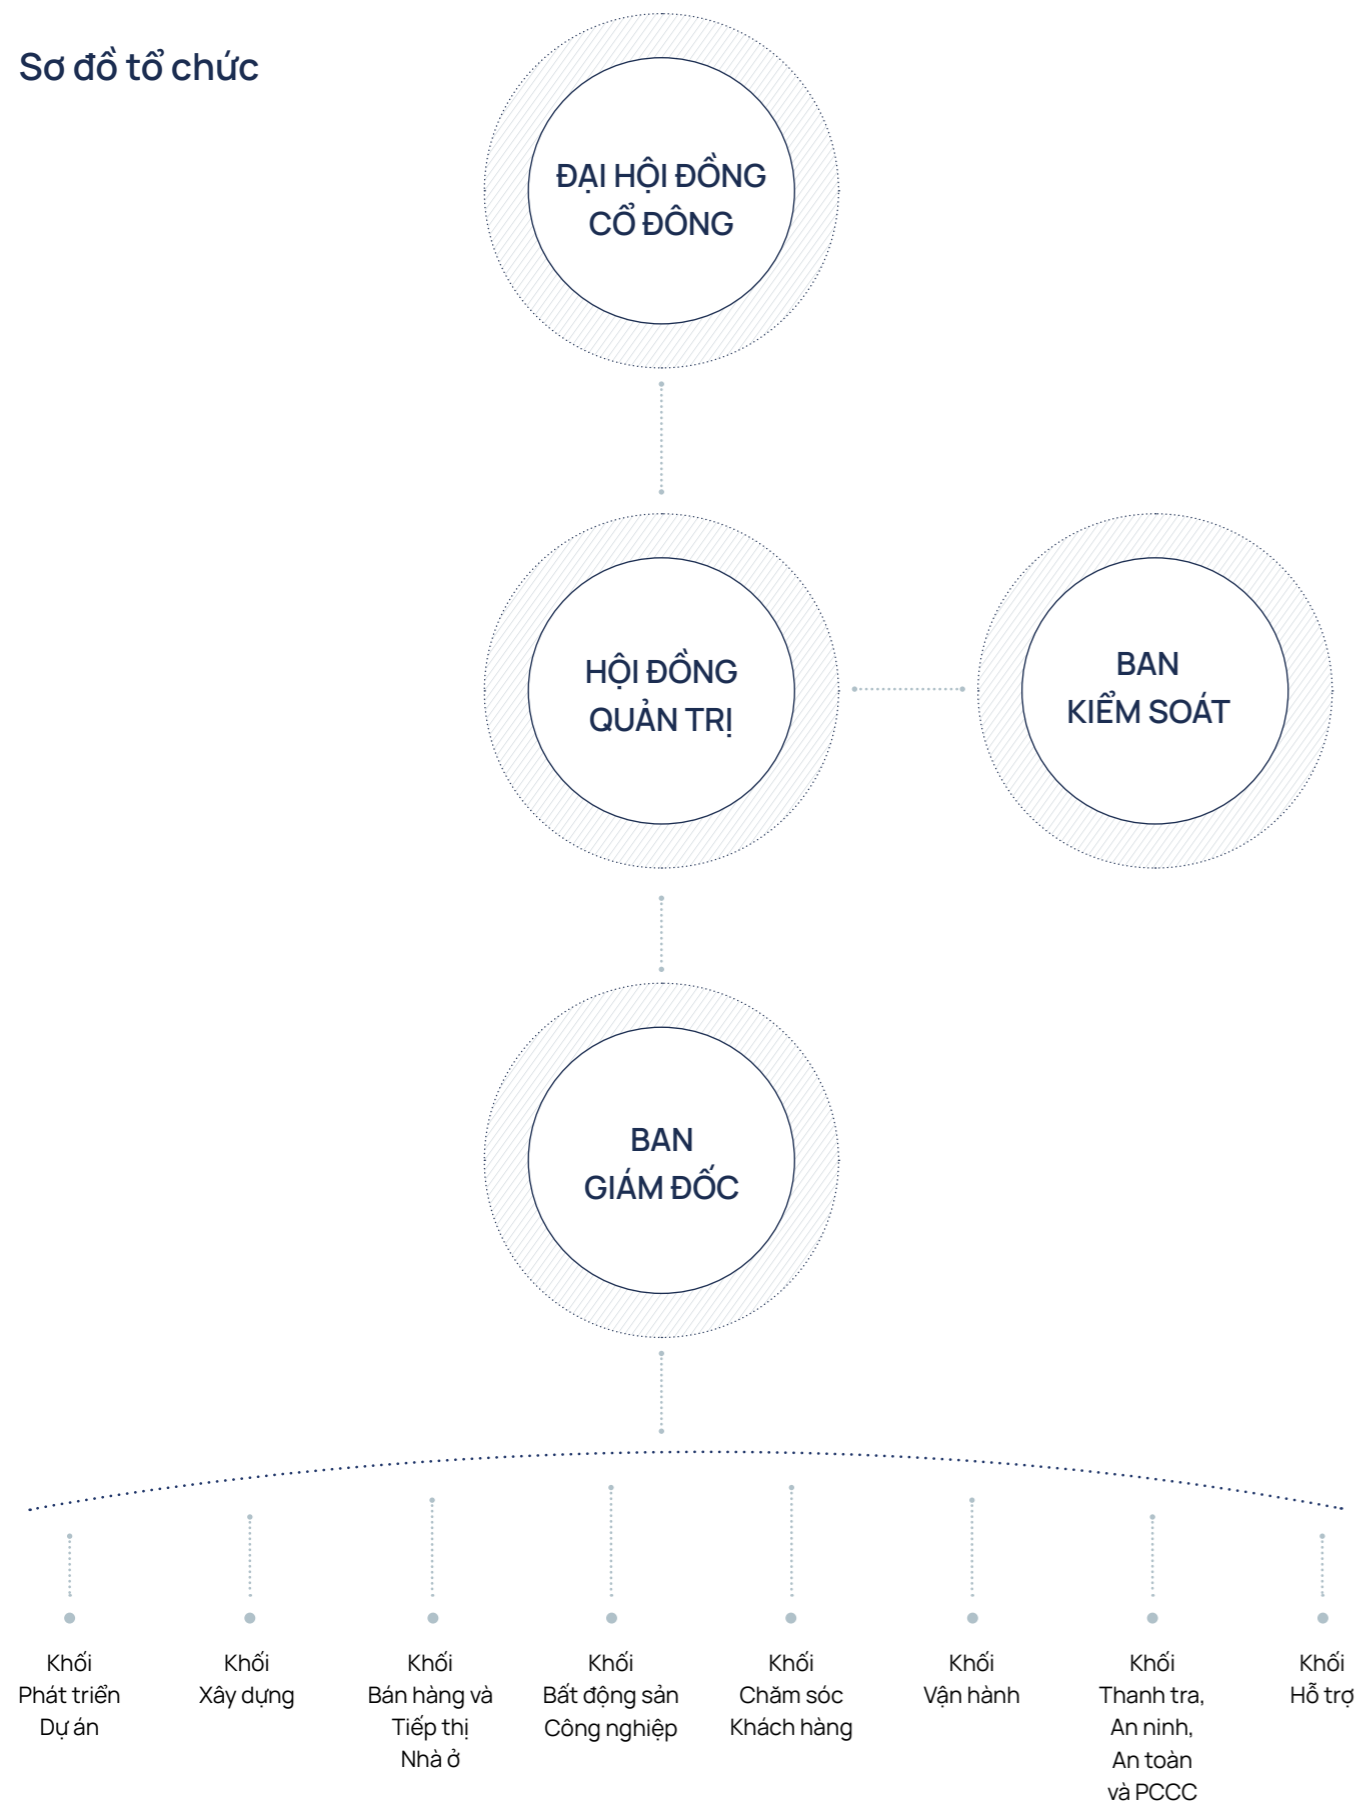 Sơ đồ tổ chức
ĐẠI HỘI ĐỒNG
CỔ ĐÔNG
HỘI ĐỒNG
QUẢN TRỊ
BAN
KIỂM SOÁT
BAN
GIÁM ĐỐC
Khối
Phát triển
Dự án
Khối
Xây dựng
Khối
Bán hàng và
Tiếp thị
Nhà ở
Khối
Bất động sản
Công nghiệp
Khối
Chăm sóc
Khách hàng
Khối
Vận hành
Khối
Thanh tra,
An ninh,
An toàn
và PCCC
Khối
Hỗ trợ